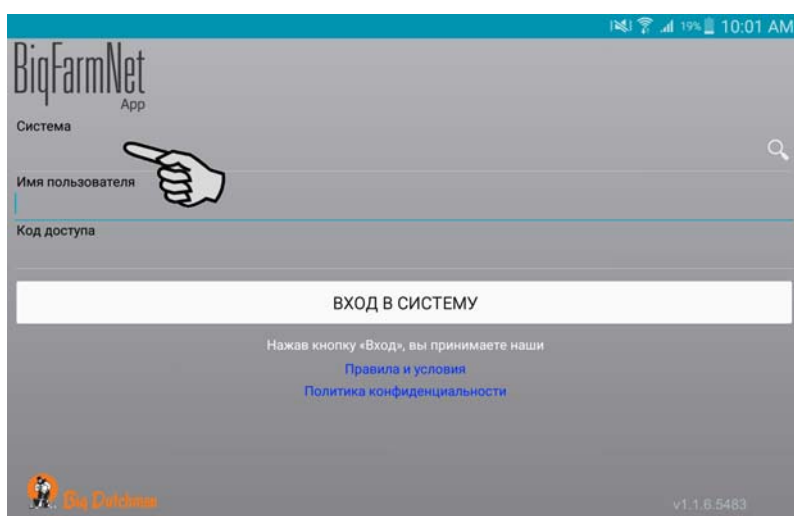 19% 10:01 AM
BigFarmNet
App
Система
Имя пользователя
Код доступа
ВХОД В СИСТЕМУ
Нажав кнопку «Вход», вы принимаете наши
Правила и условия
Политика конфиденциальности
Big Dutchman
v1.1.6.5483